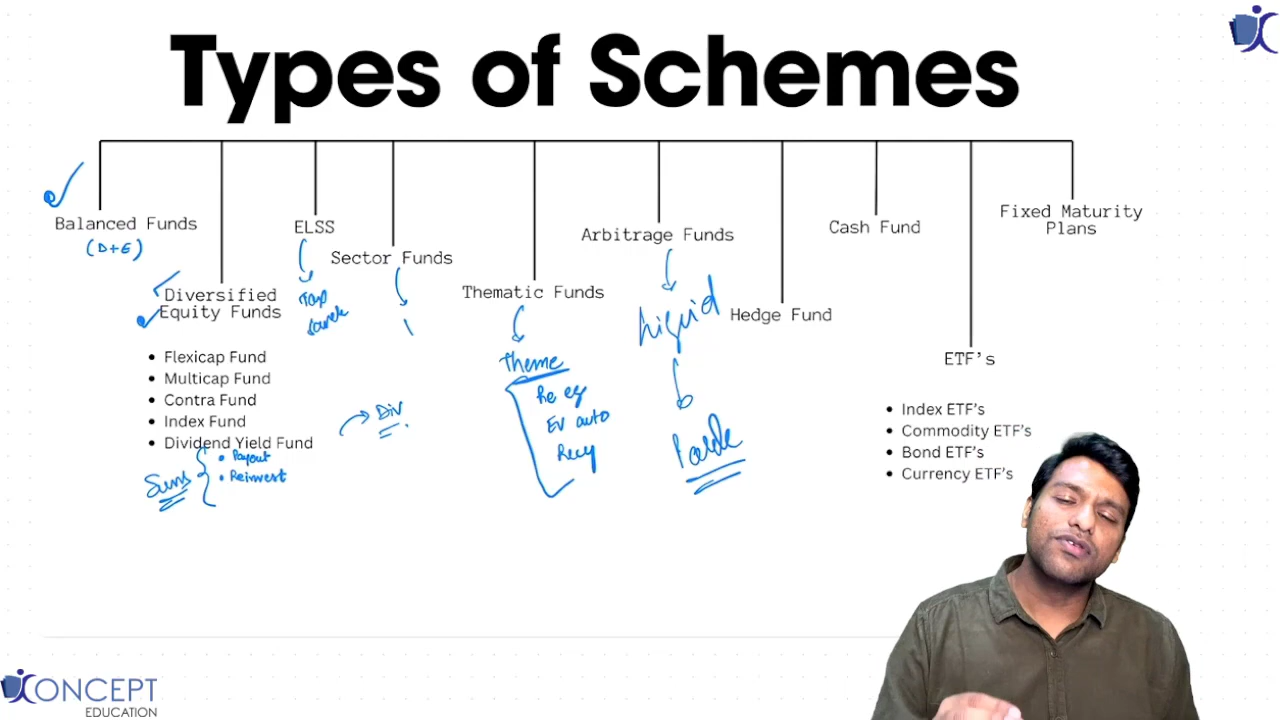 Types of Schemes
Balanced Funds
(D+E)
Diversified
Equity Funds
Flexicap Fund
Multicap Fund
Contra Fund
Index Fund
Dividend Yield Fund
Payout
Reinvest
Div
ELSS
Sector Funds
Thematic Funds
Theme
EV auto
Arbitrage Funds
Liquid
Hedge Fund
Cash Fund
ETF's
Index ETF's
Commodity ETF's
Bond ETF's
Currency ETF's
Fixed Maturity
Plans
CONCEPT
EDUCATION